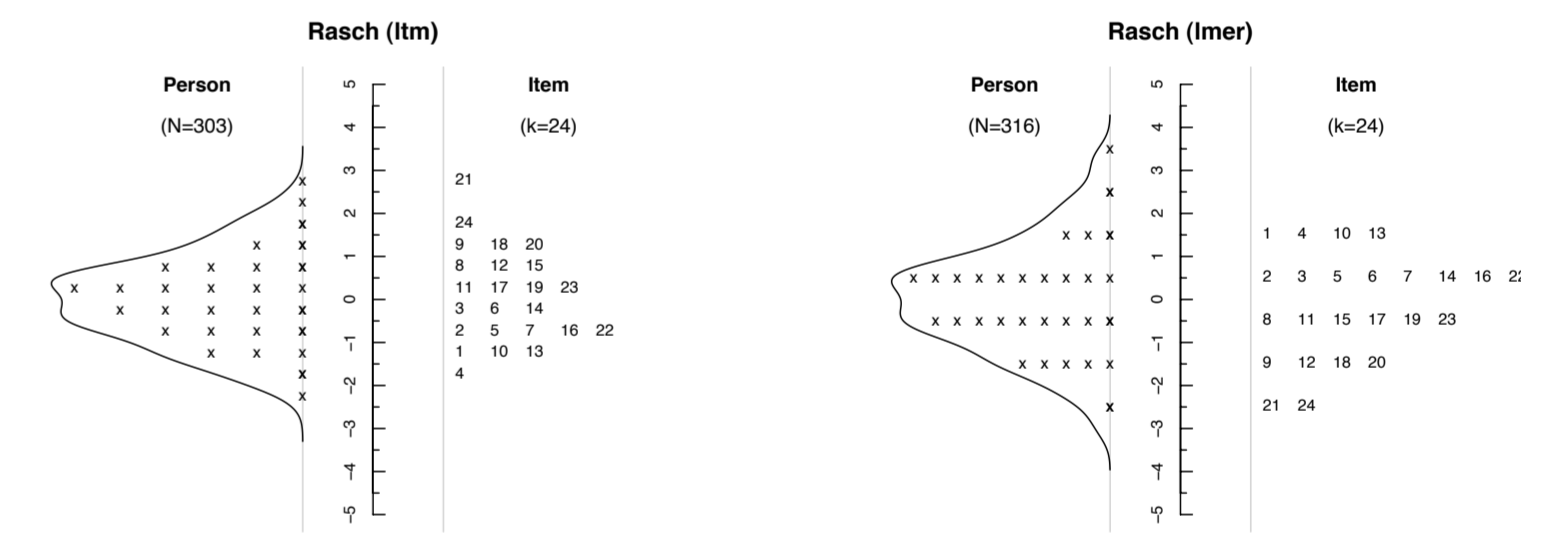 Rasch (ltm)
Person
(N=303)
5
4
3
2
1
0
−1
−2
−3
−4
−5
Item
(k=24)
21
24
9 18 20
8 12 15
11 17 19 23
3 6 14
2 5 7 16 22
1 10 13
4
Rasch (lmer)
Person
(N=316)
5
4
3
2
1
0
−1
−2
−3
−4
−5
Item
(k=24)
1 4 10 13
2 3 5 6 7 14 16
8 11 15 17 19 23
9 12 18 20
21 24